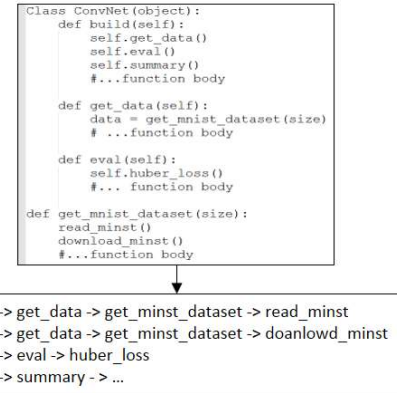 Class ConvNet(object):
def build(self):
self.get_data()
self.eval()
self.summary()
#...function body
def get_data(self):
data = get_mnist_dataset(size)
# ...function body
def eval(self):
self.huber_loss()
#... function body
def get_mnist_dataset(size):
read_minst()
download_minst()
#...function body
-> get_data -> get_minst_dataset -> read_minst
-> get_data -> get_minst_dataset -> doanlowd_minst
-> eval -> huber_loss
-> summary - > ...